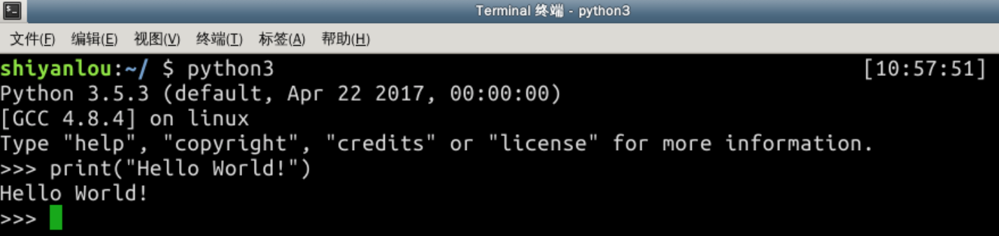 Terminal 终端 - python3
文件(F) 编辑(E) 视图(V) 终端(T) 标签(A) 帮助(H)
shiyanlou:~/ $ python3 [10:57:51]
Python 3.5.3 (default, Apr 22 2017, 00:00:00)
[GCC 4.8.4] on linux
Type "help", "copyright", "credits" or "license" for more information.
>>> print("Hello World!")
Hello World!
>>>